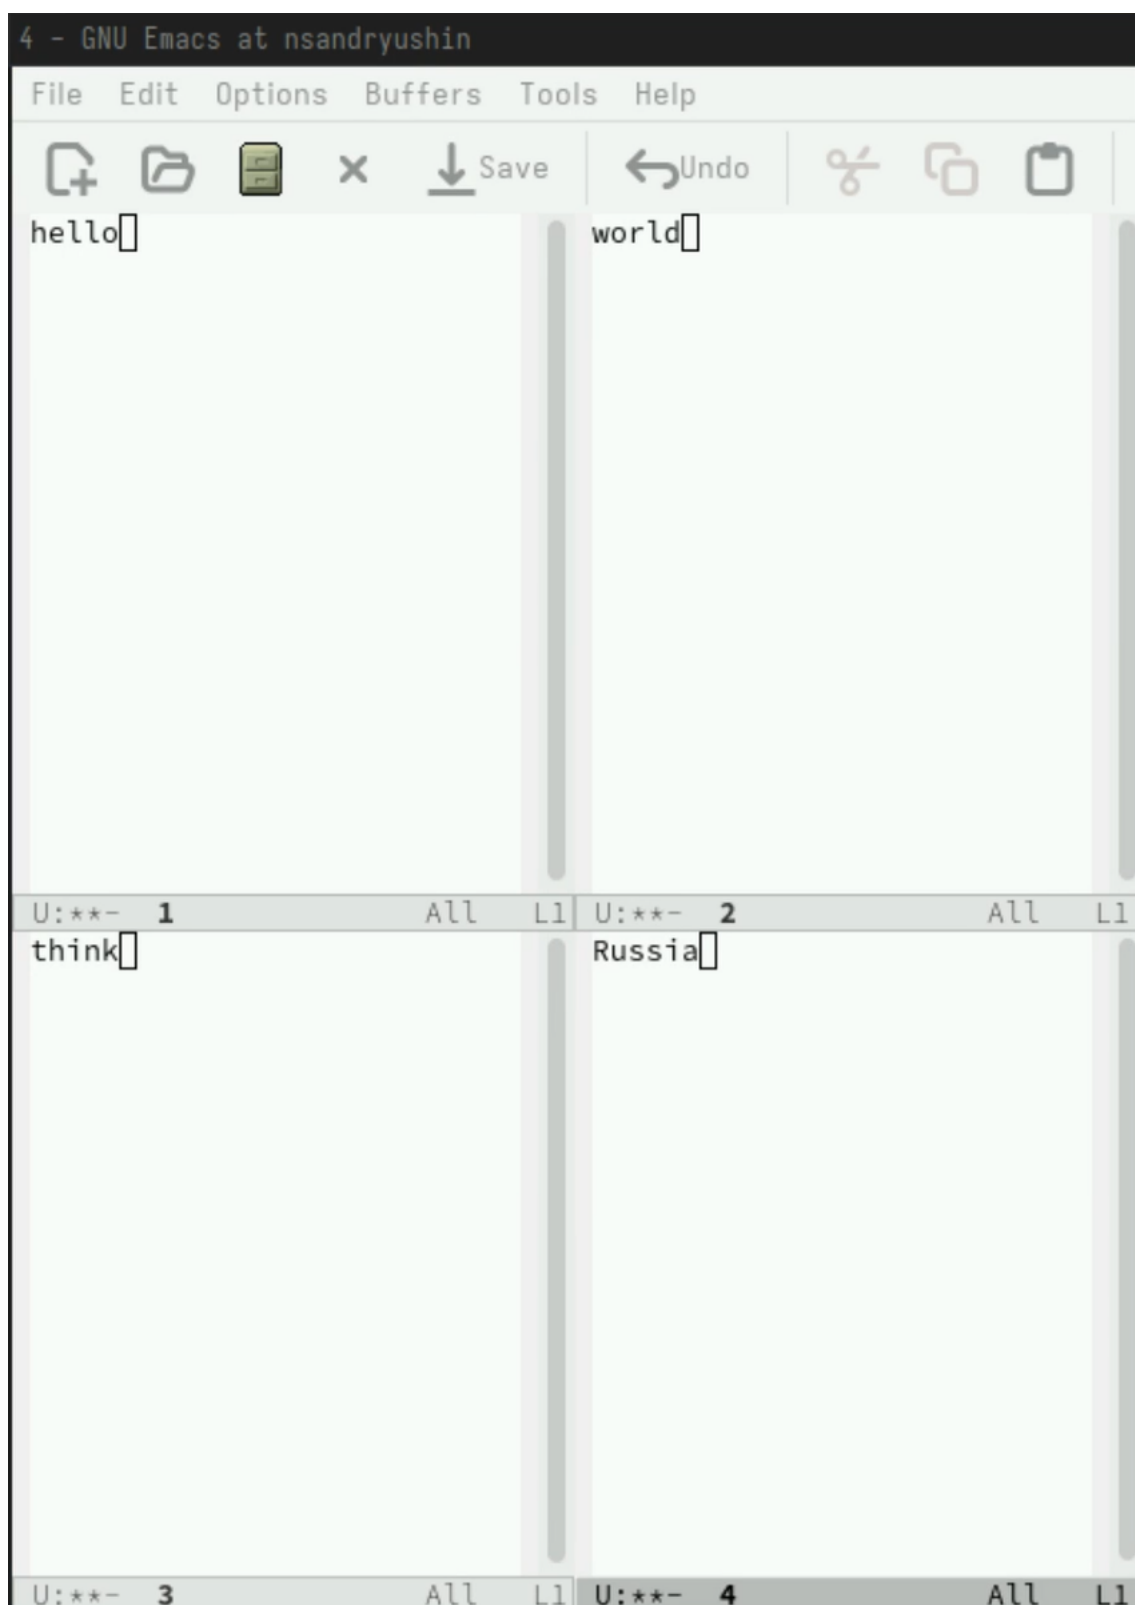 4 - GNU Emacs at nsandryushin
File Edit Options Buffers Tools Help
Save Undo
hello
world
U:**- 1 All L1
U:**- 2 All L1
think
Russia
U:**- 3 All L1
U:**- 4 All L1